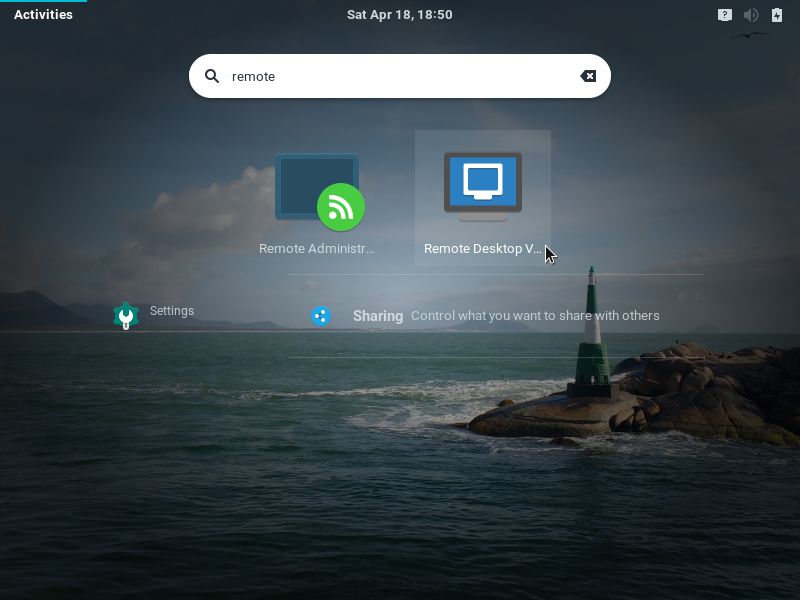 Activities
Sat Apr 18, 18:50
remote
Remote Administr...
Remote Desktop V...
Settings
Sharing Control what you want to share with others